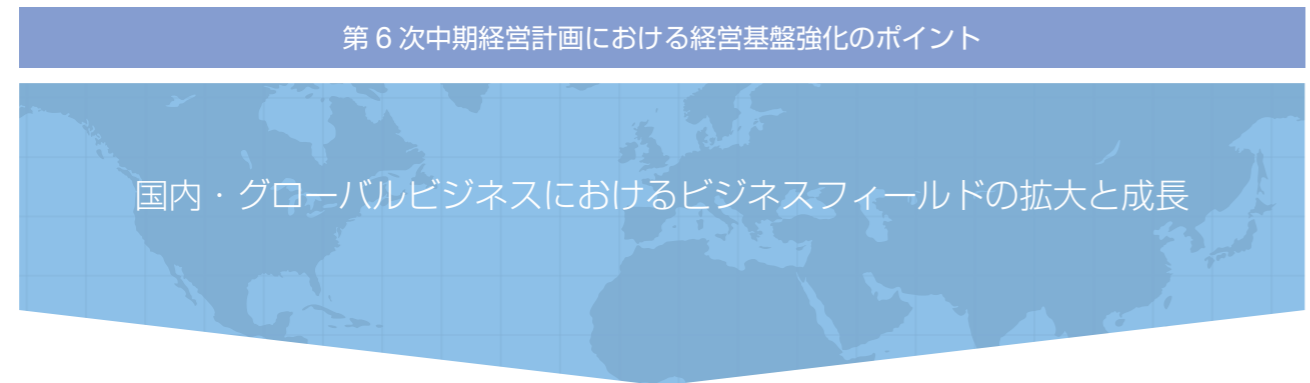 第6次中期経営計画における経営基盤強化のポイント
国内・グローバルビジネスにおけるビジネスフィールドの拡大と成長